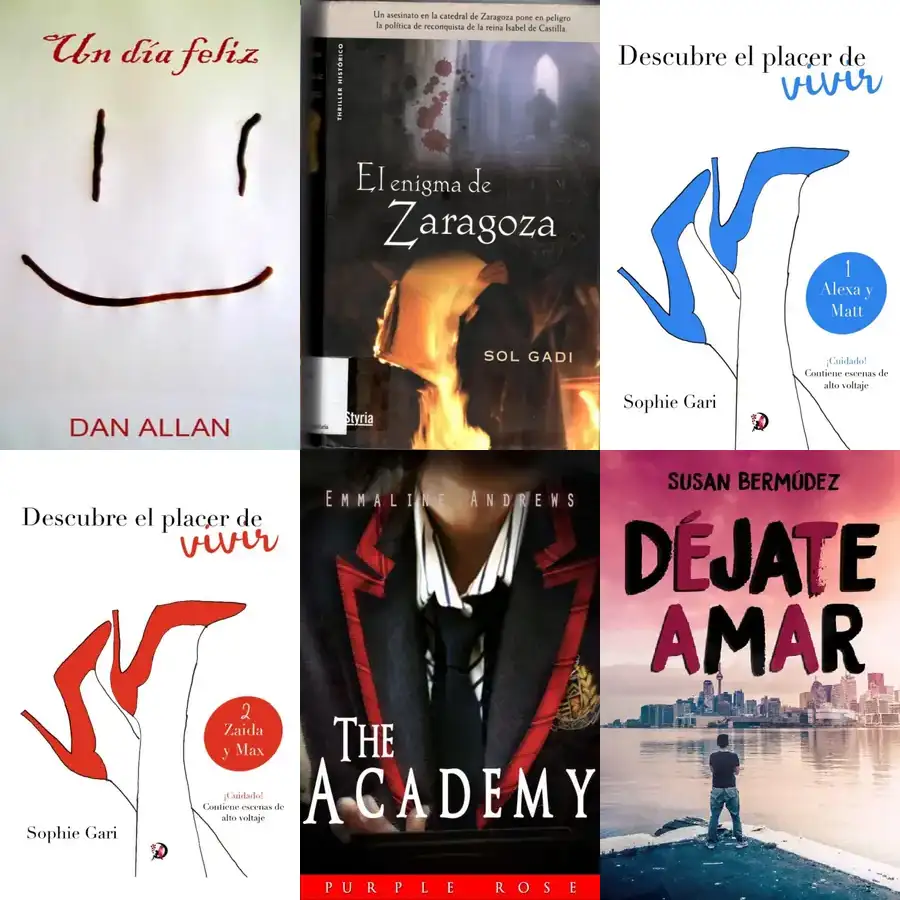 Un día feliz
DAN ALLAN
Un asesinato en la catedral de Zaragoza pone en peligro
la política de reconquista de la reina Isabel de Castilla.
THRILLER HISTÓRICO
El enigma de
Zaragoza
SOL GADI
Styria
Descubre el placer de
vivir
1
Alexa y
Matt
¡Cuidado!
Contiene escenas de
alto voltaje
Sophie Gari
Descubre el placer de
vivir
2
Zaida
y Max
¡Cuidado!
Contiene escenas de
alto voltaje
Sophie Gari
EMMALINE ANDREWS
THE
ACADEMY
PURPLE ROSE
SUSAN BERMÚDEZ
DÉJATE
AMAR